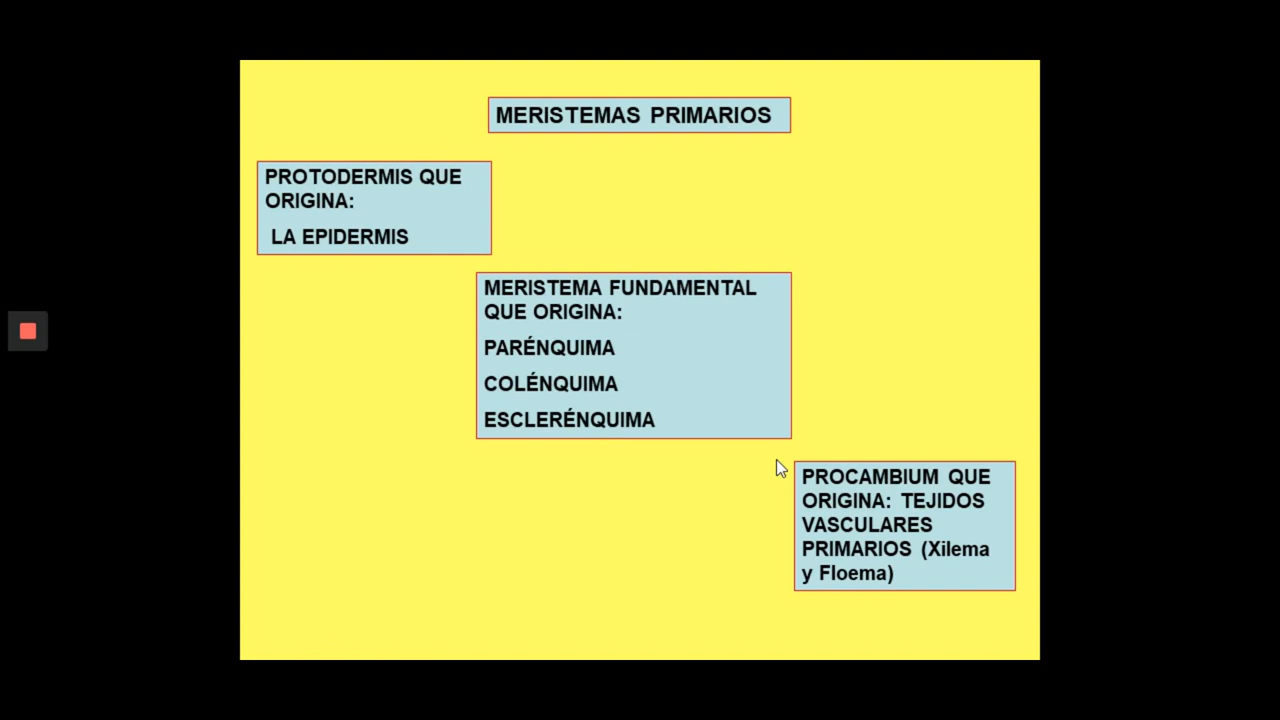 MERISTEMAS PRIMARIOS
PROTODERMIS QUE
ORIGINA:
LA EPIDERMIS
MERISTEMA FUNDAMENTAL
QUE ORIGINA:
PARÉNQUIMA
COLÉNQUIMA
ESCLERÉNQUIMA
PROCAMBIUM QUE
ORIGINA: TEJIDOS
VASCULARES
PRIMARIOS (Xilema
y Floema)